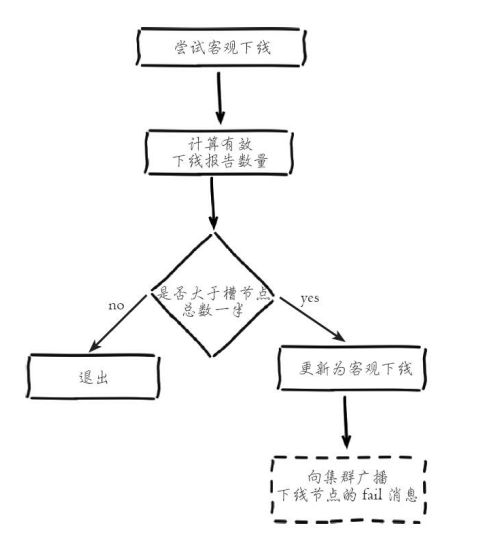 尝试客观下线
计算有效
下线报告数量
是否大于槽节点
总数一半
no
yes
退出
更新为客观下线
向集群广播
下线节点的 fail 消息